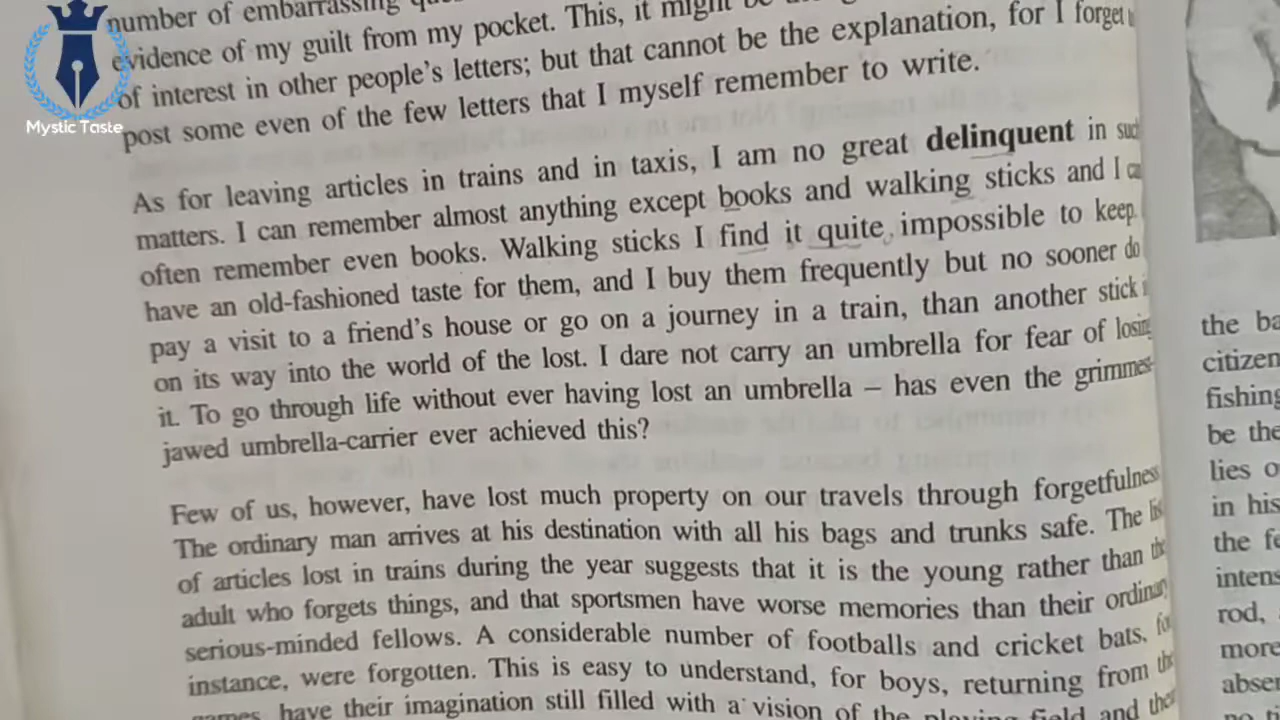 number of embarrassing
evidence of my guilt from my pocket. This, it might be
of interest in other people's letters; but that cannot be the explanation, for I forget
post some even of the few letters that I myself remember to write.
As for leaving articles in trains and in taxis, I am no great delinquent in such
matters. I can remember almost anything except books and walking sticks and I can
often remember even books. Walking sticks I find it quite impossible to keep.
have an old-fashioned taste for them, and I buy them frequently but no sooner do
pay a visit to a friend's house or go on a journey in a train, than another stick
on its way into the world of the lost. I dare not carry an umbrella for fear of losing
it. To go through life without ever having lost an umbrella – has even the grimmest-
jawed umbrella-carrier ever achieved this?
Few of us, however, have lost much property on our travels through forgetfulness
The ordinary man arrives at his destination with all his bags and trunks safe. The list
of articles lost in trains during the year suggests that it is the young rather than the
adult who forgets things, and that sportsmen have worse memories than their ordinary
serious-minded fellows. A considerable number of footballs and cricket bats, for
instance, were forgotten. This is easy to understand, for boys, returning from the
games, have their imagination still filled with a vision of the playing field and
Mystic Taste
the
citizen
fishing
be the
lies
in his
the
rod,
more